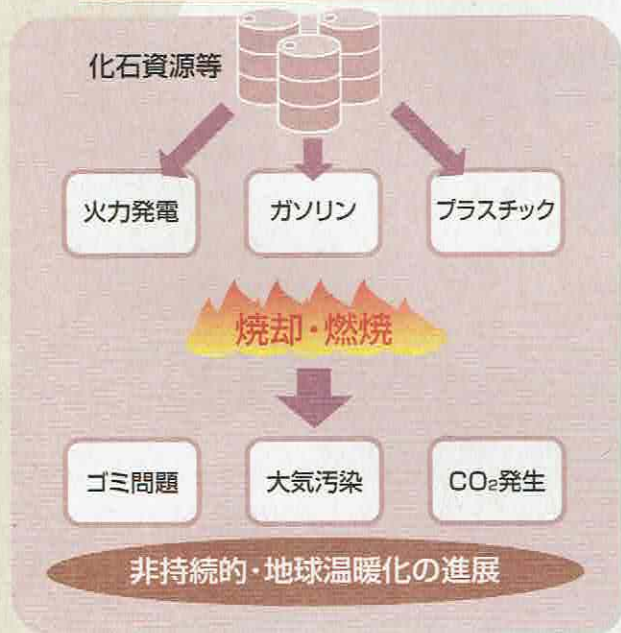 化石資源等
火力発電
ガソリン
プラスチック
焼却・燃焼
ゴミ問題
大気汚染
CO₂発生
非持続的・地球温暖化の進展